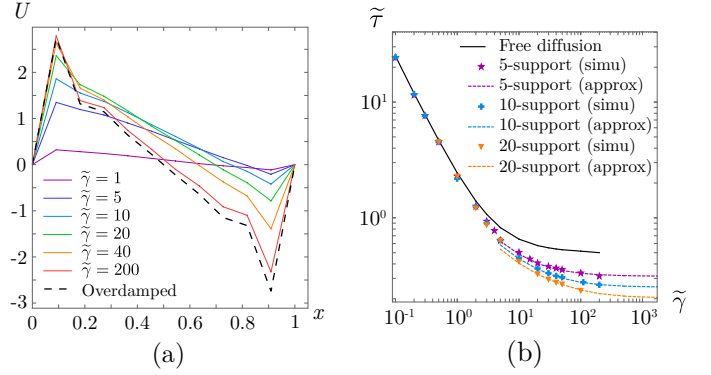 U
2
1
0
-1
-2
-3
γ̃ = 1
γ̃ = 5
γ̃ = 10
γ̃ = 20
γ̃ = 40
γ̃ = 200
Overdamped
0 0.2 0.4 0.6 0.8 1 x
(a)
τ̃
10¹
10⁰
Free diffusion
5-support (simu)
5-support (approx)
10-support (simu)
10-support (approx)
20-support (simu)
20-support (approx)
10⁻¹ 10⁰ 10¹ 10² 10³ γ̃
(b)